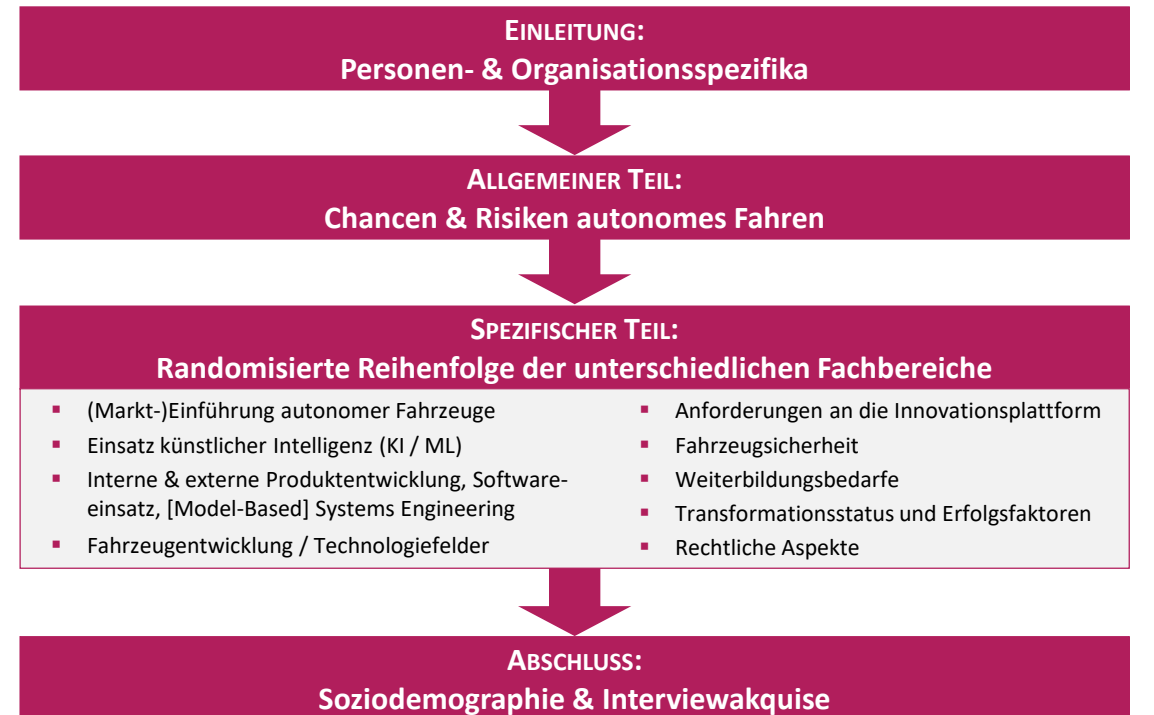 EINLEITUNG:
Personen- & Organisationsspezifika
ALLGEMEINER TEIL:
Chancen & Risiken autonomes Fahren
SPEZIFISCHER TEIL:
Randomisierte Reihenfolge der unterschiedlichen Fachbereiche
▪ (Markt-)Einführung autonomer Fahrzeuge
▪ Einsatz künstlicher Intelligenz (KI / ML)
▪ Interne & externe Produktentwicklung, Software-
einsatz, [Model-Based] Systems Engineering
▪ Fahrzeugentwicklung / Technologiefelder
▪ Anforderungen an die Innovationsplattform
▪ Fahrzeugsicherheit
▪ Weiterbildungsbedarfe
▪ Transformationsstatus und Erfolgsfaktoren
▪ Rechtliche Aspekte
ABSCHLUSS:
Soziodemographie & Interviewakquise